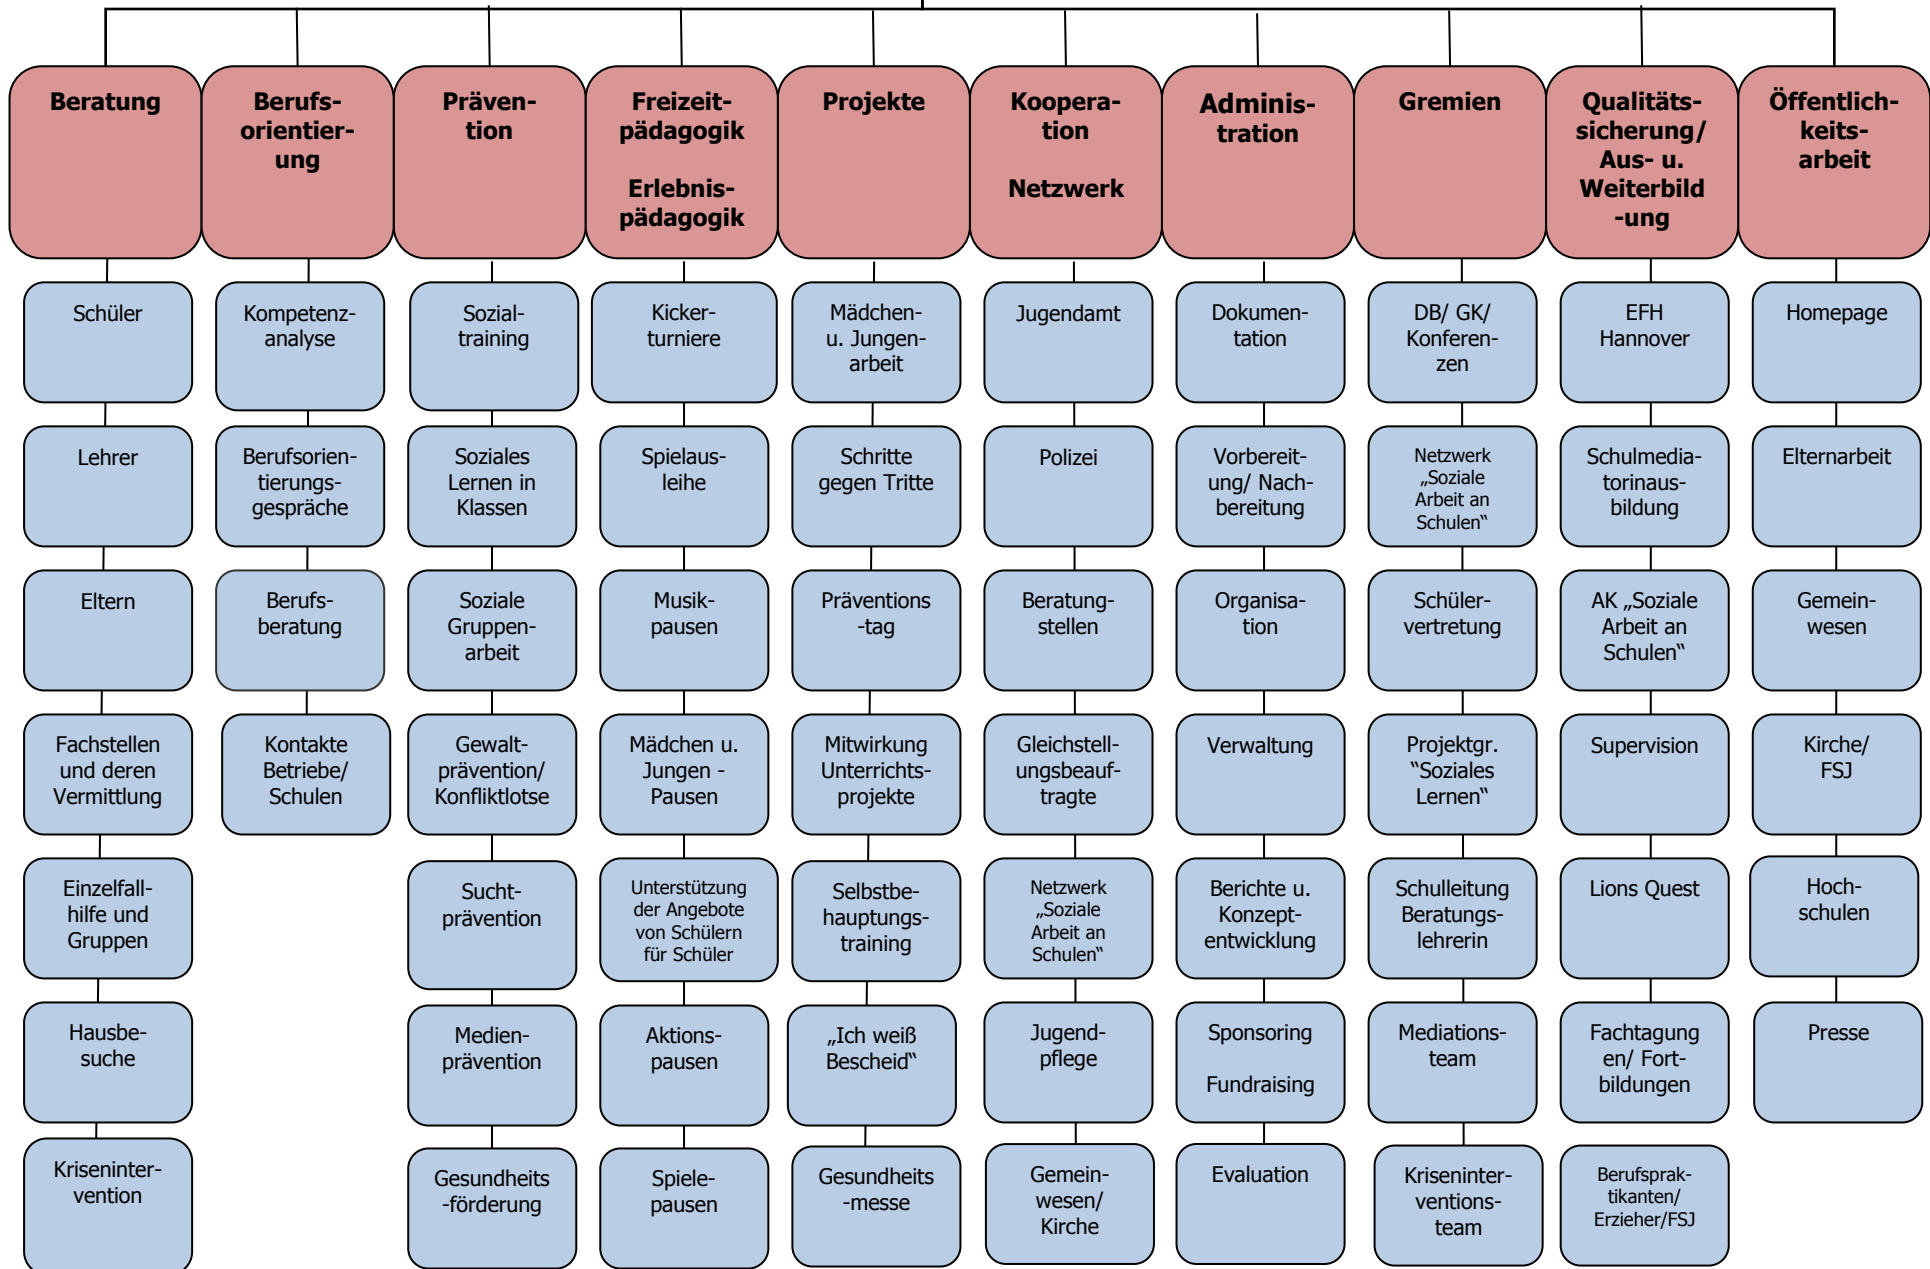 Beratung
Berufs-
orientier-
ung
Präven-
tion
Freizeit-
pädagogik
Erlebnis-
pädagogik
Projekte
Koopera-
tion
Netzwerk
Adminis-
tration
Gremien
Qualitäts-
sicherung/
Aus- u.
Weiterbild
-ung
Öffentlich-
keits-
arbeit
Schüler
Kompetenz-
analyse
Sozial-
training
Kicker-
turniere
Mädchen-
u. Jungen-
arbeit
Jugendamt
Dokumen-
tation
DB/ GK/
Konferen-
zen
EFH
Hannover
Homepage
Lehrer
Berufsorien-
tierungs-
gespräche
Soziales
Lernen in
Klassen
Spielaus-
leihe
Schritte
gegen Tritte
Polizei
Vorbereit-
ung/ Nach-
bereitung
Netzwerk
„Soziale
Arbeit an
Schulen“
Schulmedia-
torinaus-
bildung
Elternarbeit
Eltern
Berufs-
beratung
Soziale
Gruppen-
arbeit
Musik-
pausen
Präventions
-tag
Beratung-
stellen
Organisa-
tion
Schüler-
vertretung
AK „Soziale
Arbeit an
Schulen“
Gemein-
wesen
Fachstellen
und deren
Vermittlung
Kontakte
Betriebe/
Schulen
Gewalt-
prävention/
Konfliktlotse
Mädchen u.
Jungen -
Pausen
Mitwirkung
Unterrichts-
projekte
Gleichstell-
ungsbeauf-
tragte
Verwaltung
Projektgr.
“Soziales
Lernen“
Supervision
Kirche/
FSJ
Einzelfall-
hilfe und
Gruppen
Sucht-
prävention
Unterstützung
der Angebote
von Schülern
für Schüler
Selbstbe-
hauptungs-
training
Netzwerk
„Soziale
Arbeit an
Schulen“
Berichte u.
Konzept-
entwicklung
Schulleitung
Beratungs-
lehrerin
Lions Quest
Hoch-
schulen
Hausbe-
suche
Medien-
prävention
Aktions-
pausen
„Ich weiß
Bescheid“
Jugend-
pflege
Sponsoring
Fundraising
Mediations-
team
Fachtagung
en/ Fort-
bildungen
Presse
Kriseninter-
vention
Gesundheits
-förderung
Spiele-
pausen
Gesundheits
-messe
Gemein-
wesen/
Kirche
Evaluation
Kriseninter-
ventions-
team
Berufsprak-
tikanten/
Erzieher/FSJ